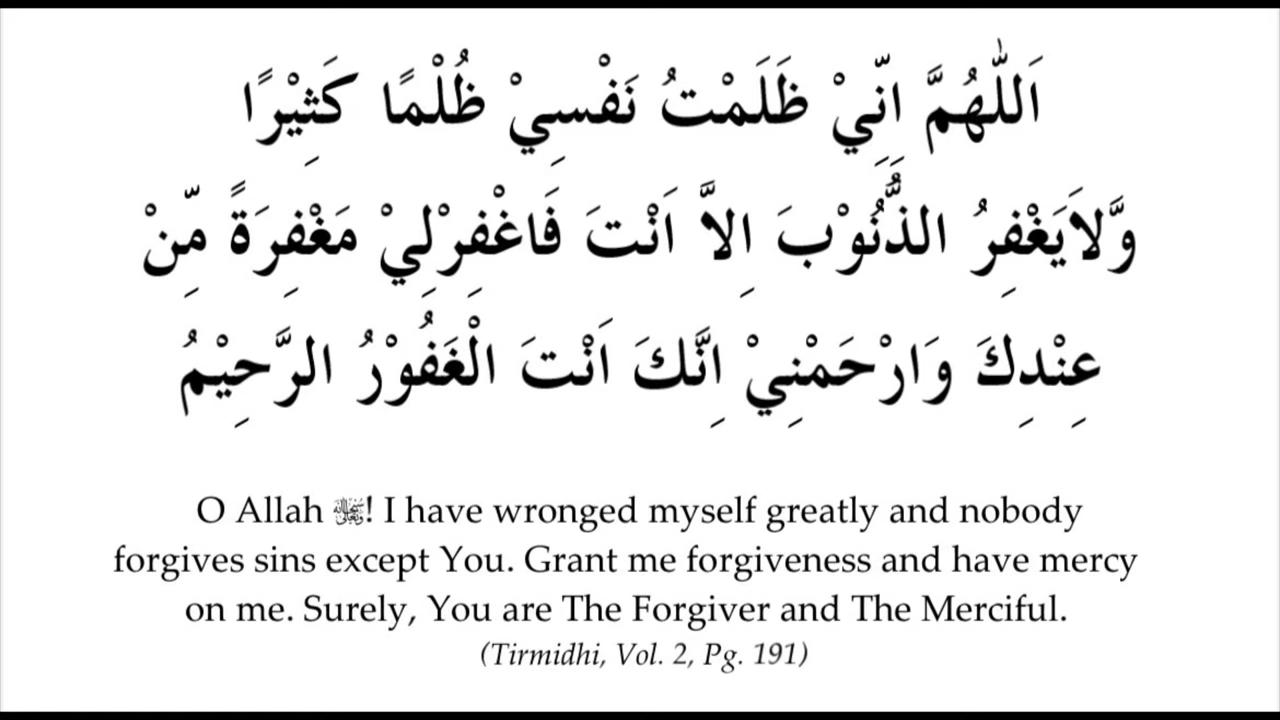 اَللّٰهُمَّ اِنِّيْ ظَلَمْتُ نَفْسِيْ ظُلْمًا كَثِيْرًا
وَّلَايَغْفِرُ الذُّنُوْبَ اِلاَّ اَنْتَ فَاغْفِرْلِيْ مَغْفِرَةً مِّنْ
عِنْدِكَ وَارْحَمْنِيْ اِنَّكَ اَنْتَ الْغَفُوْرُ الرَّحِيْمُ
O Allah ! I have wronged myself greatly and nobody
forgives sins except You. Grant me forgiveness and have mercy
on me. Surely, You are The Forgiver and The Merciful.
(Tirmidhi, Vol. 2, Pg. 191)